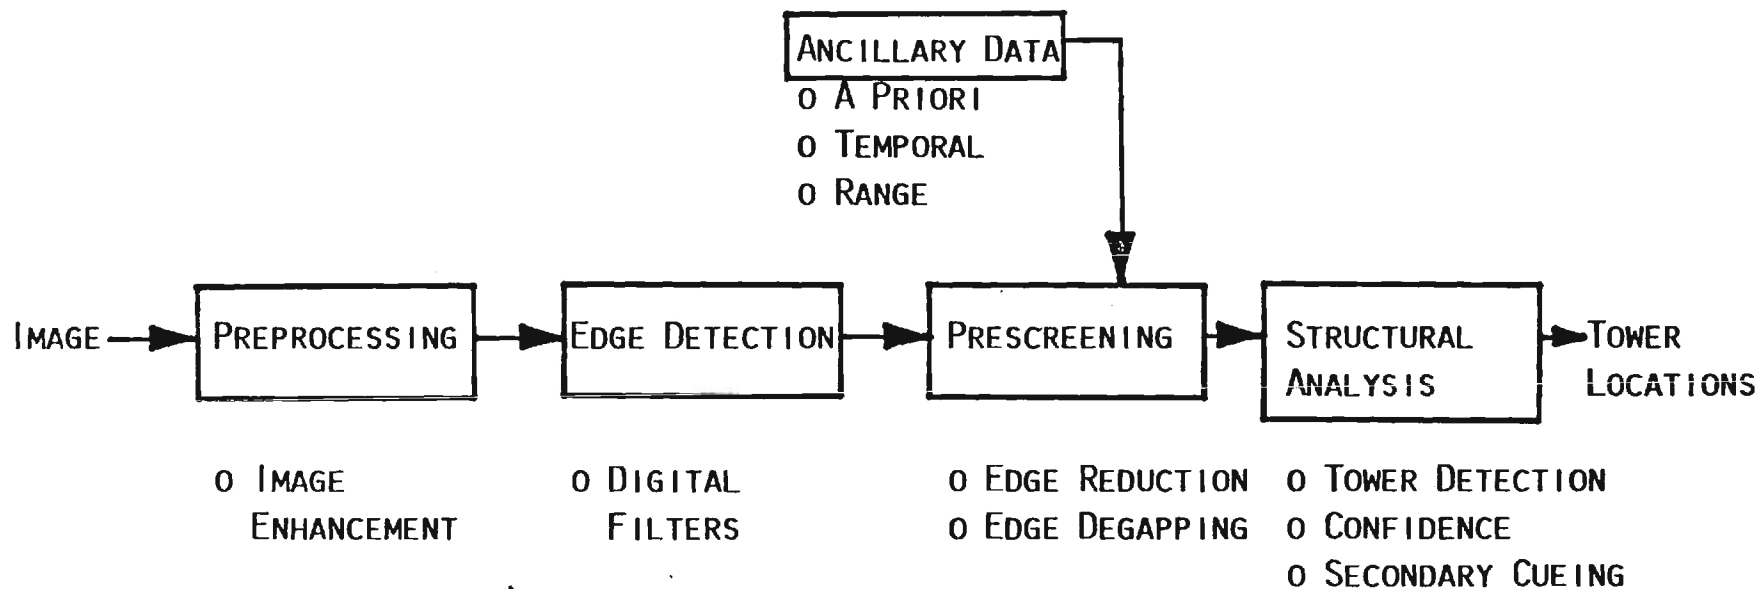 ANCILLARY DATA
o A PRIORI
o TEMPORAL
o RANGE
IMAGE
PREPROCESSING
EDGE DETECTION
PRESCREENING
STRUCTURAL
ANALYSIS
TOWER
LOCATIONS
o IMAGE
ENHANCEMENT
o DIGITAL
FILTERS
o EDGE REDUCTION
o EDGE DEGAPPING
o TOWER DETECTION
o CONFIDENCE
o SECONDARY CUEING